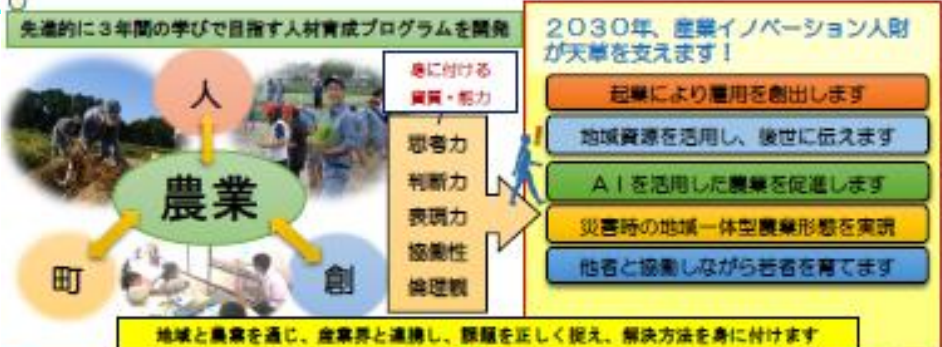 先進的に3年間の学びで目指す人材育成プログラムを開発
人
農業
町
創
身に付ける
資質・能力
思考力
判断力
表現力
協働性
倫理観
2030年、産業イノベーション人財
が天草を支えます！
起業により雇用を創出します
地域資源を活用し、後世に伝えます
AIを活用した農業を促進します
災害時の地域一体型農業形態を実現
他者と協働しながら若者を育てます
地域と農業を通じ、産業界と連携し、課題を正しく捉え、解決方法を身に付けます